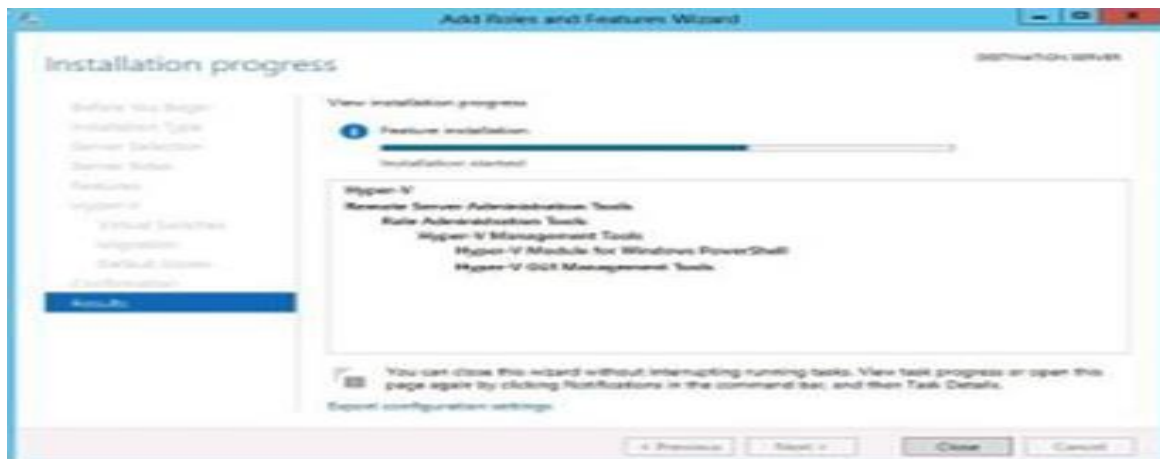 Add Roles and Features Wizard
Installation progress
DESTINATION SERVER
Before You Begin
Installation Type
Server Selection
Server Roles
Features
Hyper-V
Virtual Switches
Migration
Default Stores
Confirmation
Results
View installation progress
Feature installation
Installation started
Hyper-V
Remote Server Administration Tools
Role Administration Tools
Hyper-V Management Tools
Hyper-V Module for Windows PowerShell
Hyper-V GUI Management Tools
You can close this wizard without interrupting running tasks. View task progress or open this
page again by clicking Notifications in the command bar, and then Task Details.
Export configuration settings
< Previous
Next >
Close
Cancel